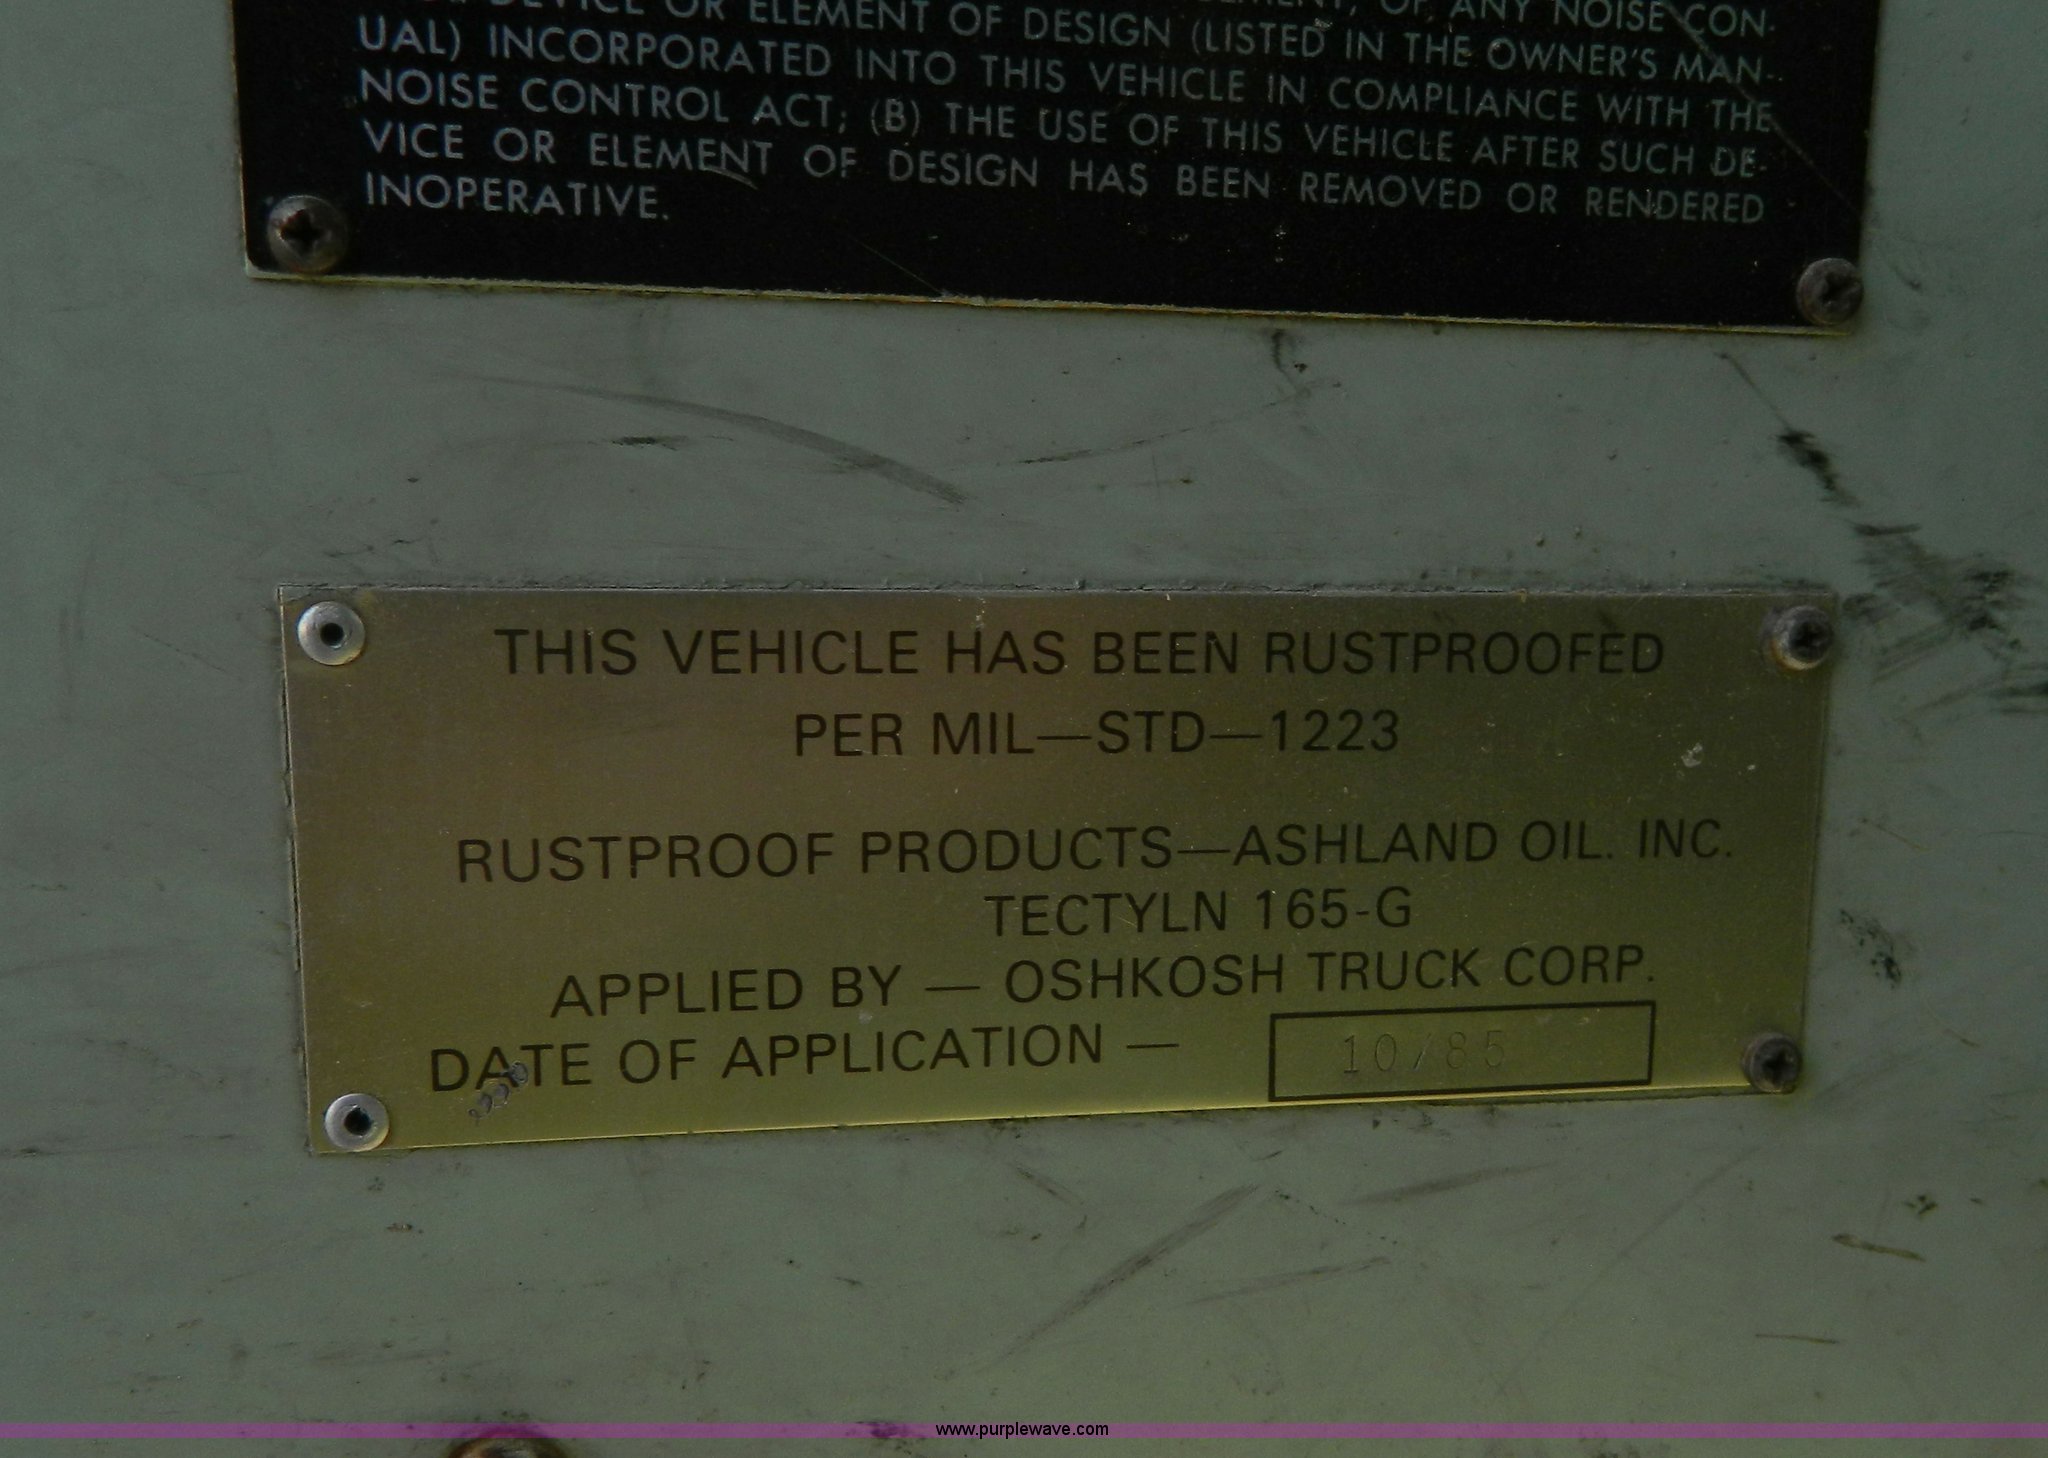 DEVICE OR ELEMENT OF DESIGN (LISTED IN THE OWNER'S MAN-
UAL) INCORPORATED INTO THIS VEHICLE IN COMPLIANCE WITH THE
NOISE CONTROL ACT; (B) THE USE OF THIS VEHICLE AFTER SUCH DE-
VICE OR ELEMENT OF DESIGN HAS BEEN REMOVED OR RENDERED
INOPERATIVE.
THIS VEHICLE HAS BEEN RUSTPROOFED
PER MIL—STD—1223
RUSTPROOF PRODUCTS—ASHLAND OIL. INC.
TECTYLN 165-G
APPLIED BY — OSHKOSH TRUCK CORP.
DATE OF APPLICATION — 10/85
www.purplewave.com